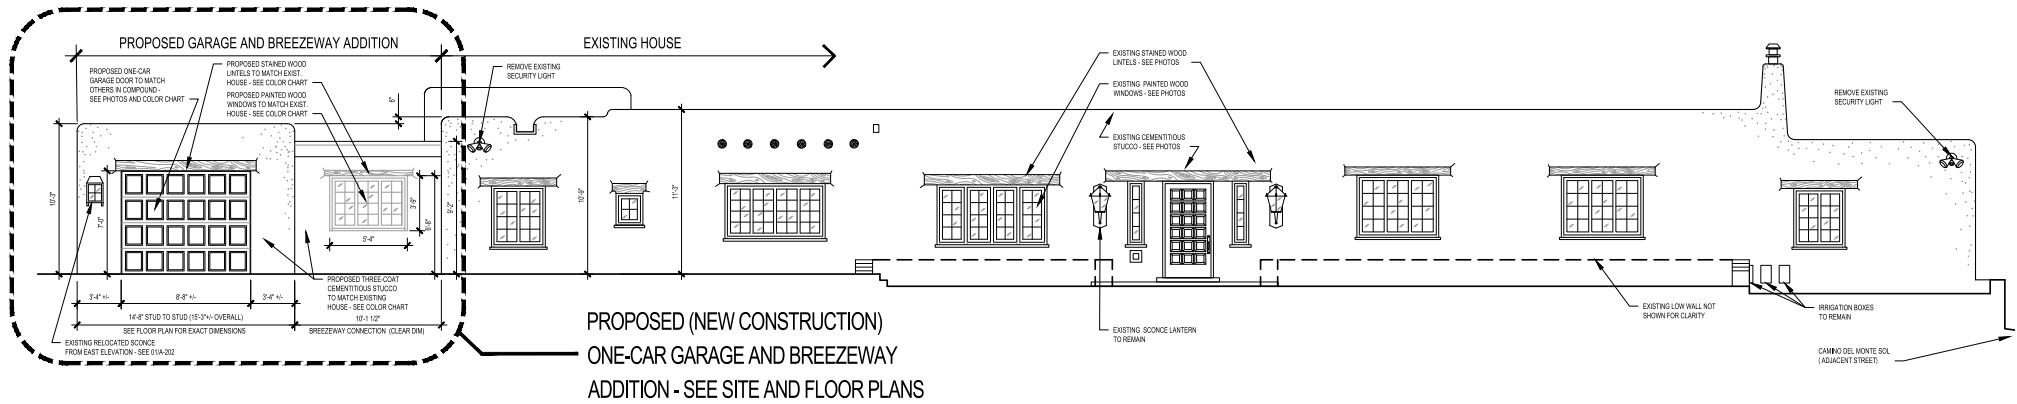 PROPOSED GARAGE AND BREEZEWAY ADDITION
EXISTING HOUSE
PROPOSED ONE-CAR
GARAGE DOOR TO MATCH
OTHERS IN COMPOUND -
SEE PHOTOS AND COLOR CHART
PROPOSED STAINED WOOD
LINTELS TO MATCH EXIST.
HOUSE - SEE COLOR CHART
PROPOSED PAINTED WOOD
WINDOWS TO MATCH EXIST.
HOUSE - SEE COLOR CHART
REMOVE EXISTING
SECURITY LIGHT
EXISTING STAINED WOOD
LINTELS - SEE PHOTOS
EXISTING PAINTED WOOD
WINDOWS - SEE PHOTOS
EXISTING CEMENTITIOUS
STUCCO - SEE PHOTOS
REMOVE EXISTING
SECURITY LIGHT
10'-3"
7'-0"
5'-4"
3'-9"
6'-8"
9'-2"
10'-9"
11'-3"
PROPOSED THREE-COAT
CEMENTITIOUS STUCCO
TO MATCH EXISTING
HOUSE - SEE COLOR CHART
3'-4" +/-
8'-8" +/-
3'-4" +/-
14'-8" STUD TO STUD (15'-3"+/- OVERALL)
10'-1 1/2"
SEE FLOOR PLAN FOR EXACT DIMENSIONS
BREEZEWAY CONNECTION (CLEAR DIM)
EXISTING RELOCATED SCONCE
FROM EAST ELEVATION - SEE 01/A-202
PROPOSED (NEW CONSTRUCTION)
ONE-CAR GARAGE AND BREEZEWAY
ADDITION - SEE SITE AND FLOOR PLANS
EXISTING SCONCE LANTERN
TO REMAIN
EXISTING LOW WALL NOT
SHOWN FOR CLARITY
IRRIGATION BOXES
TO REMAIN
CAMINO DEL MONTE SOL
( ADJACENT STREET)